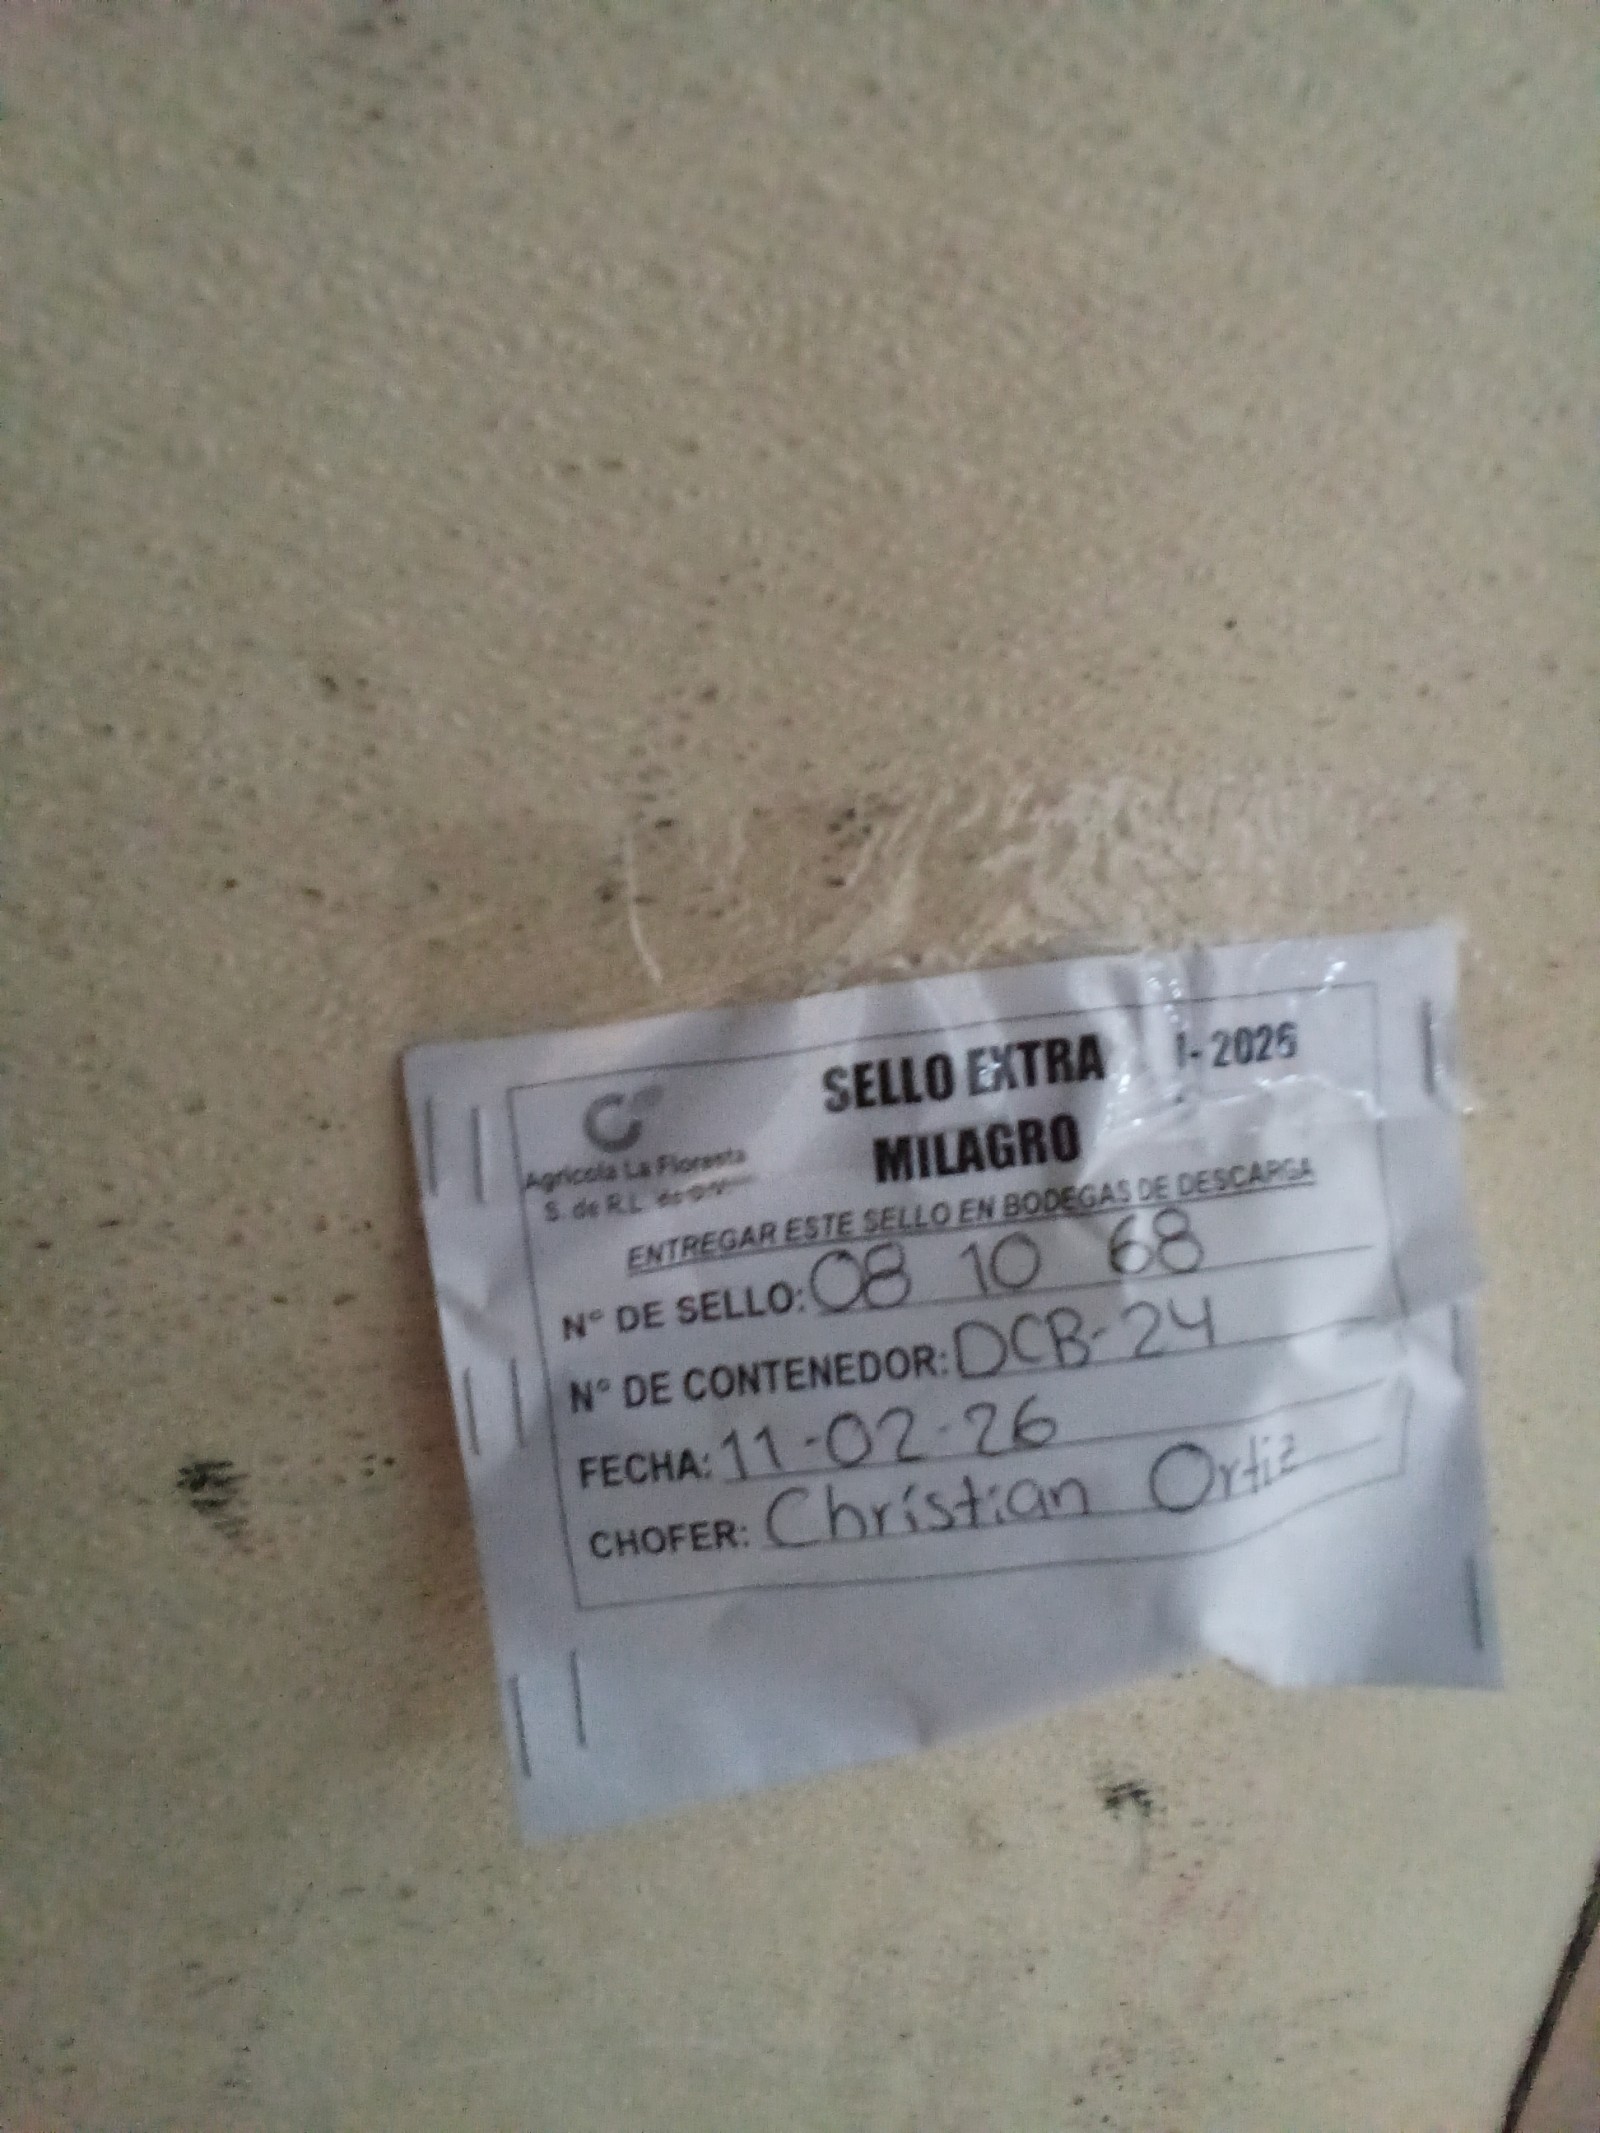 SELLO EXTRA I-2026
MILAGRO
Agrícola La Floresta
S. de R.L. de C.V.
ENTREGAR ESTE SELLO EN BODEGAS DE DESCARGA
N° DE SELLO: 08 10 68
N° DE CONTENEDOR: DCB-24
FECHA: 11-02-26
CHOFER: Christian Ortiz